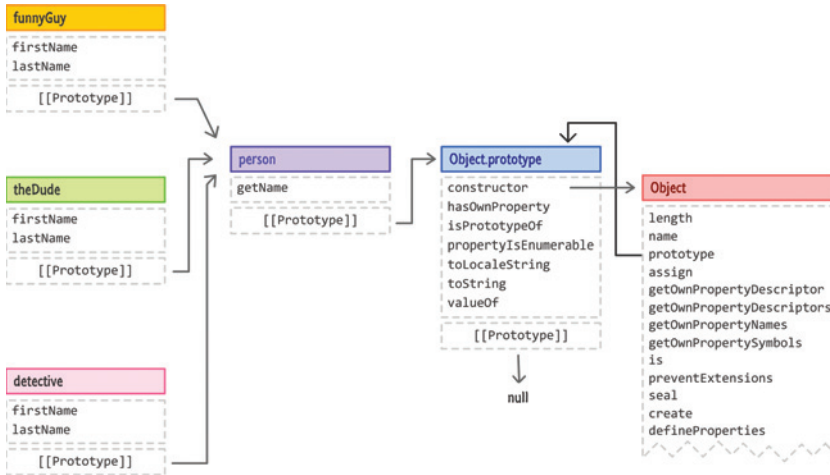 funnyGuy
firstName
lastName
[[Prototype]]
theDude
firstName
lastName
[[Prototype]]
detective
firstName
lastName
[[Prototype]]
person
getName
[[Prototype]]
Object.prototype
constructor
hasOwnProperty
isPrototypeOf
propertyIsEnumerable
toLocaleString
toString
valueOf
[[Prototype]]
null
Object
length
name
prototype
assign
getOwnPropertyDescriptor
getOwnPropertyDescriptors
getOwnPropertyNames
getOwnPropertySymbols
is
preventExtensions
seal
create
defineProperties